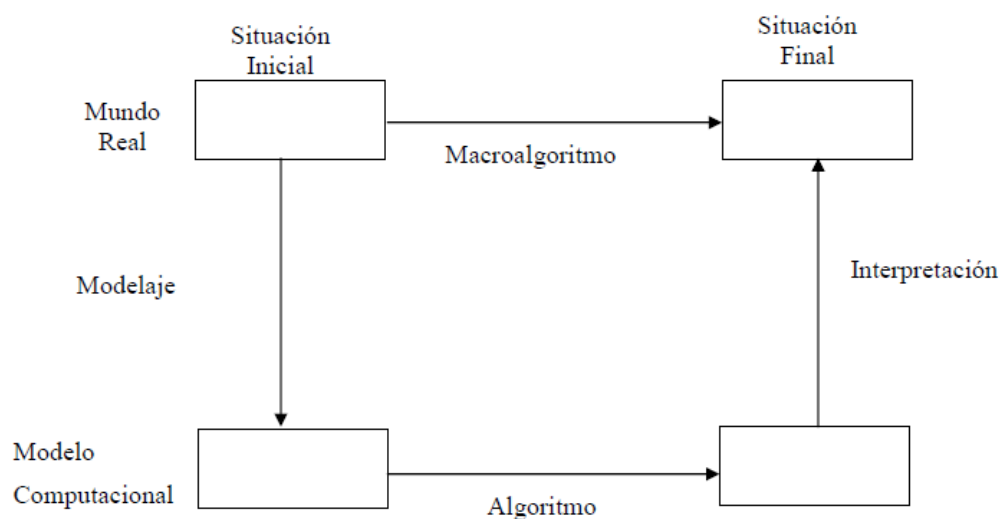 Situación
Inicial
Situación
Final
Mundo
Real
Macroalgoritmo
Modelaje
Interpretación
Modelo
Computacional
Algoritmo